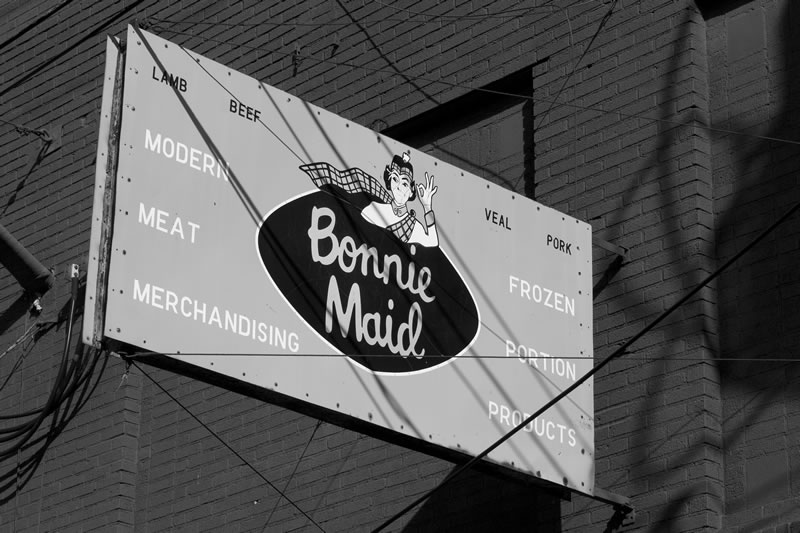 LAMB
BEEF
VEAL
PORK
MODERN
MEAT
MERCHANDISING
Bonnie
Maid
FROZEN
PORTION
PRODUCTS